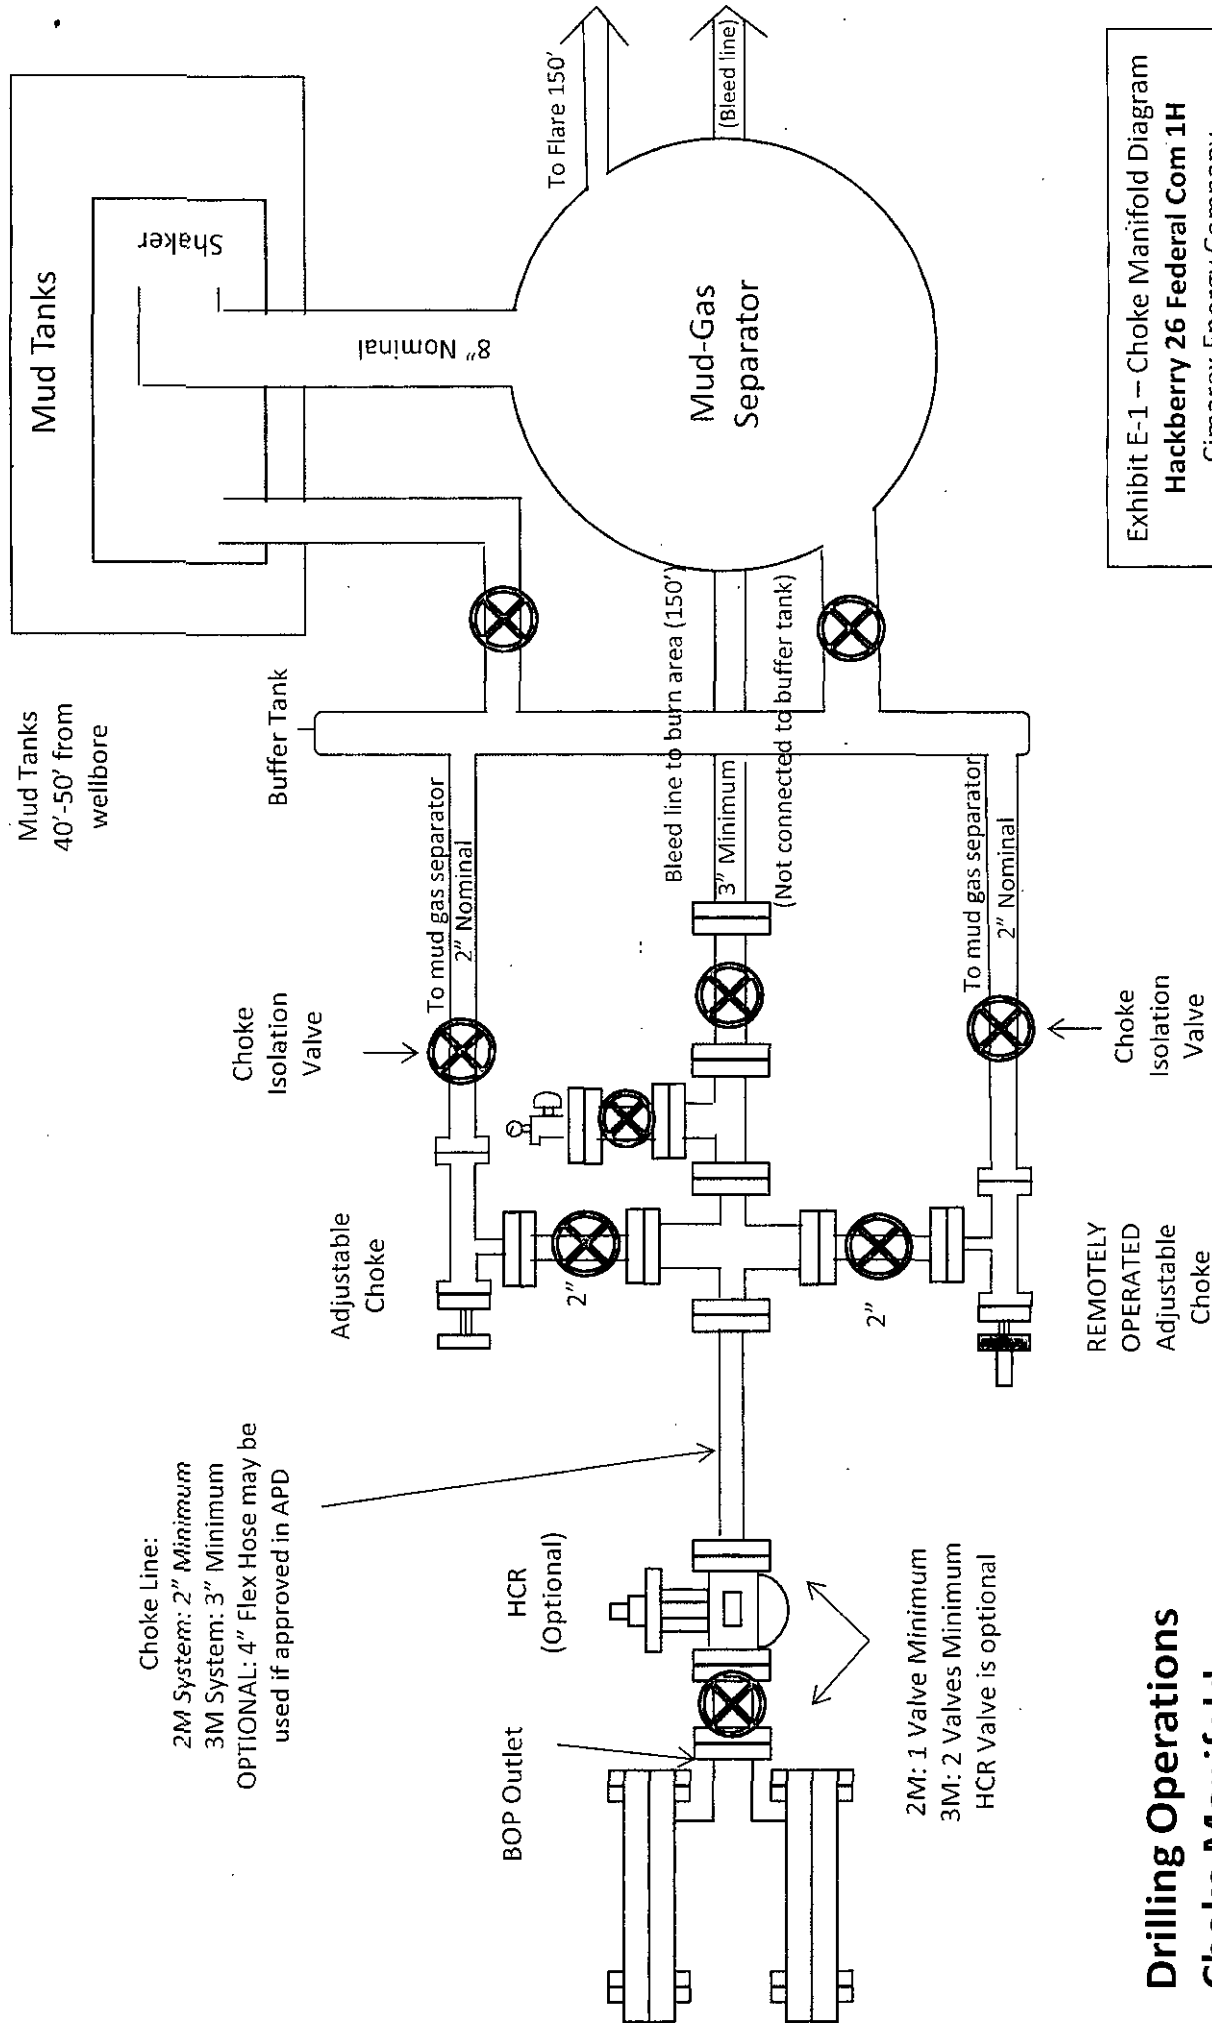 Mud Tanks
40’-50’ from
wellbore
Mud Tanks
Shaker
8” Nominal
To Flare 150’
(Bleed line)
Mud-Gas
Separator
Buffer Tank
Bleed line to burn area (150’)
3” Minimum
(Not connected to buffer tank)
To mud gas separator
2” Nominal
To mud gas separator
2” Nominal
Choke
Isolation
Valve
Choke
Isolation
Valve
Adjustable
Choke
2”
2”
REMOTELY
OPERATED
Adjustable
Choke
Choke Line:
2M System: 2” Minimum
3M System: 3” Minimum
OPTIONAL: 4” Flex Hose may be
used if approved in APD
HCR
(Optional)
BOP Outlet
2M: 1 Valve Minimum
3M: 2 Valves Minimum
HCR Valve is optional
Drilling Operations
Choke Manifold
Exhibit E-1 – Choke Manifold Diagram
Hackberry 26 Federal Com 1H
Cimarex Energy Company